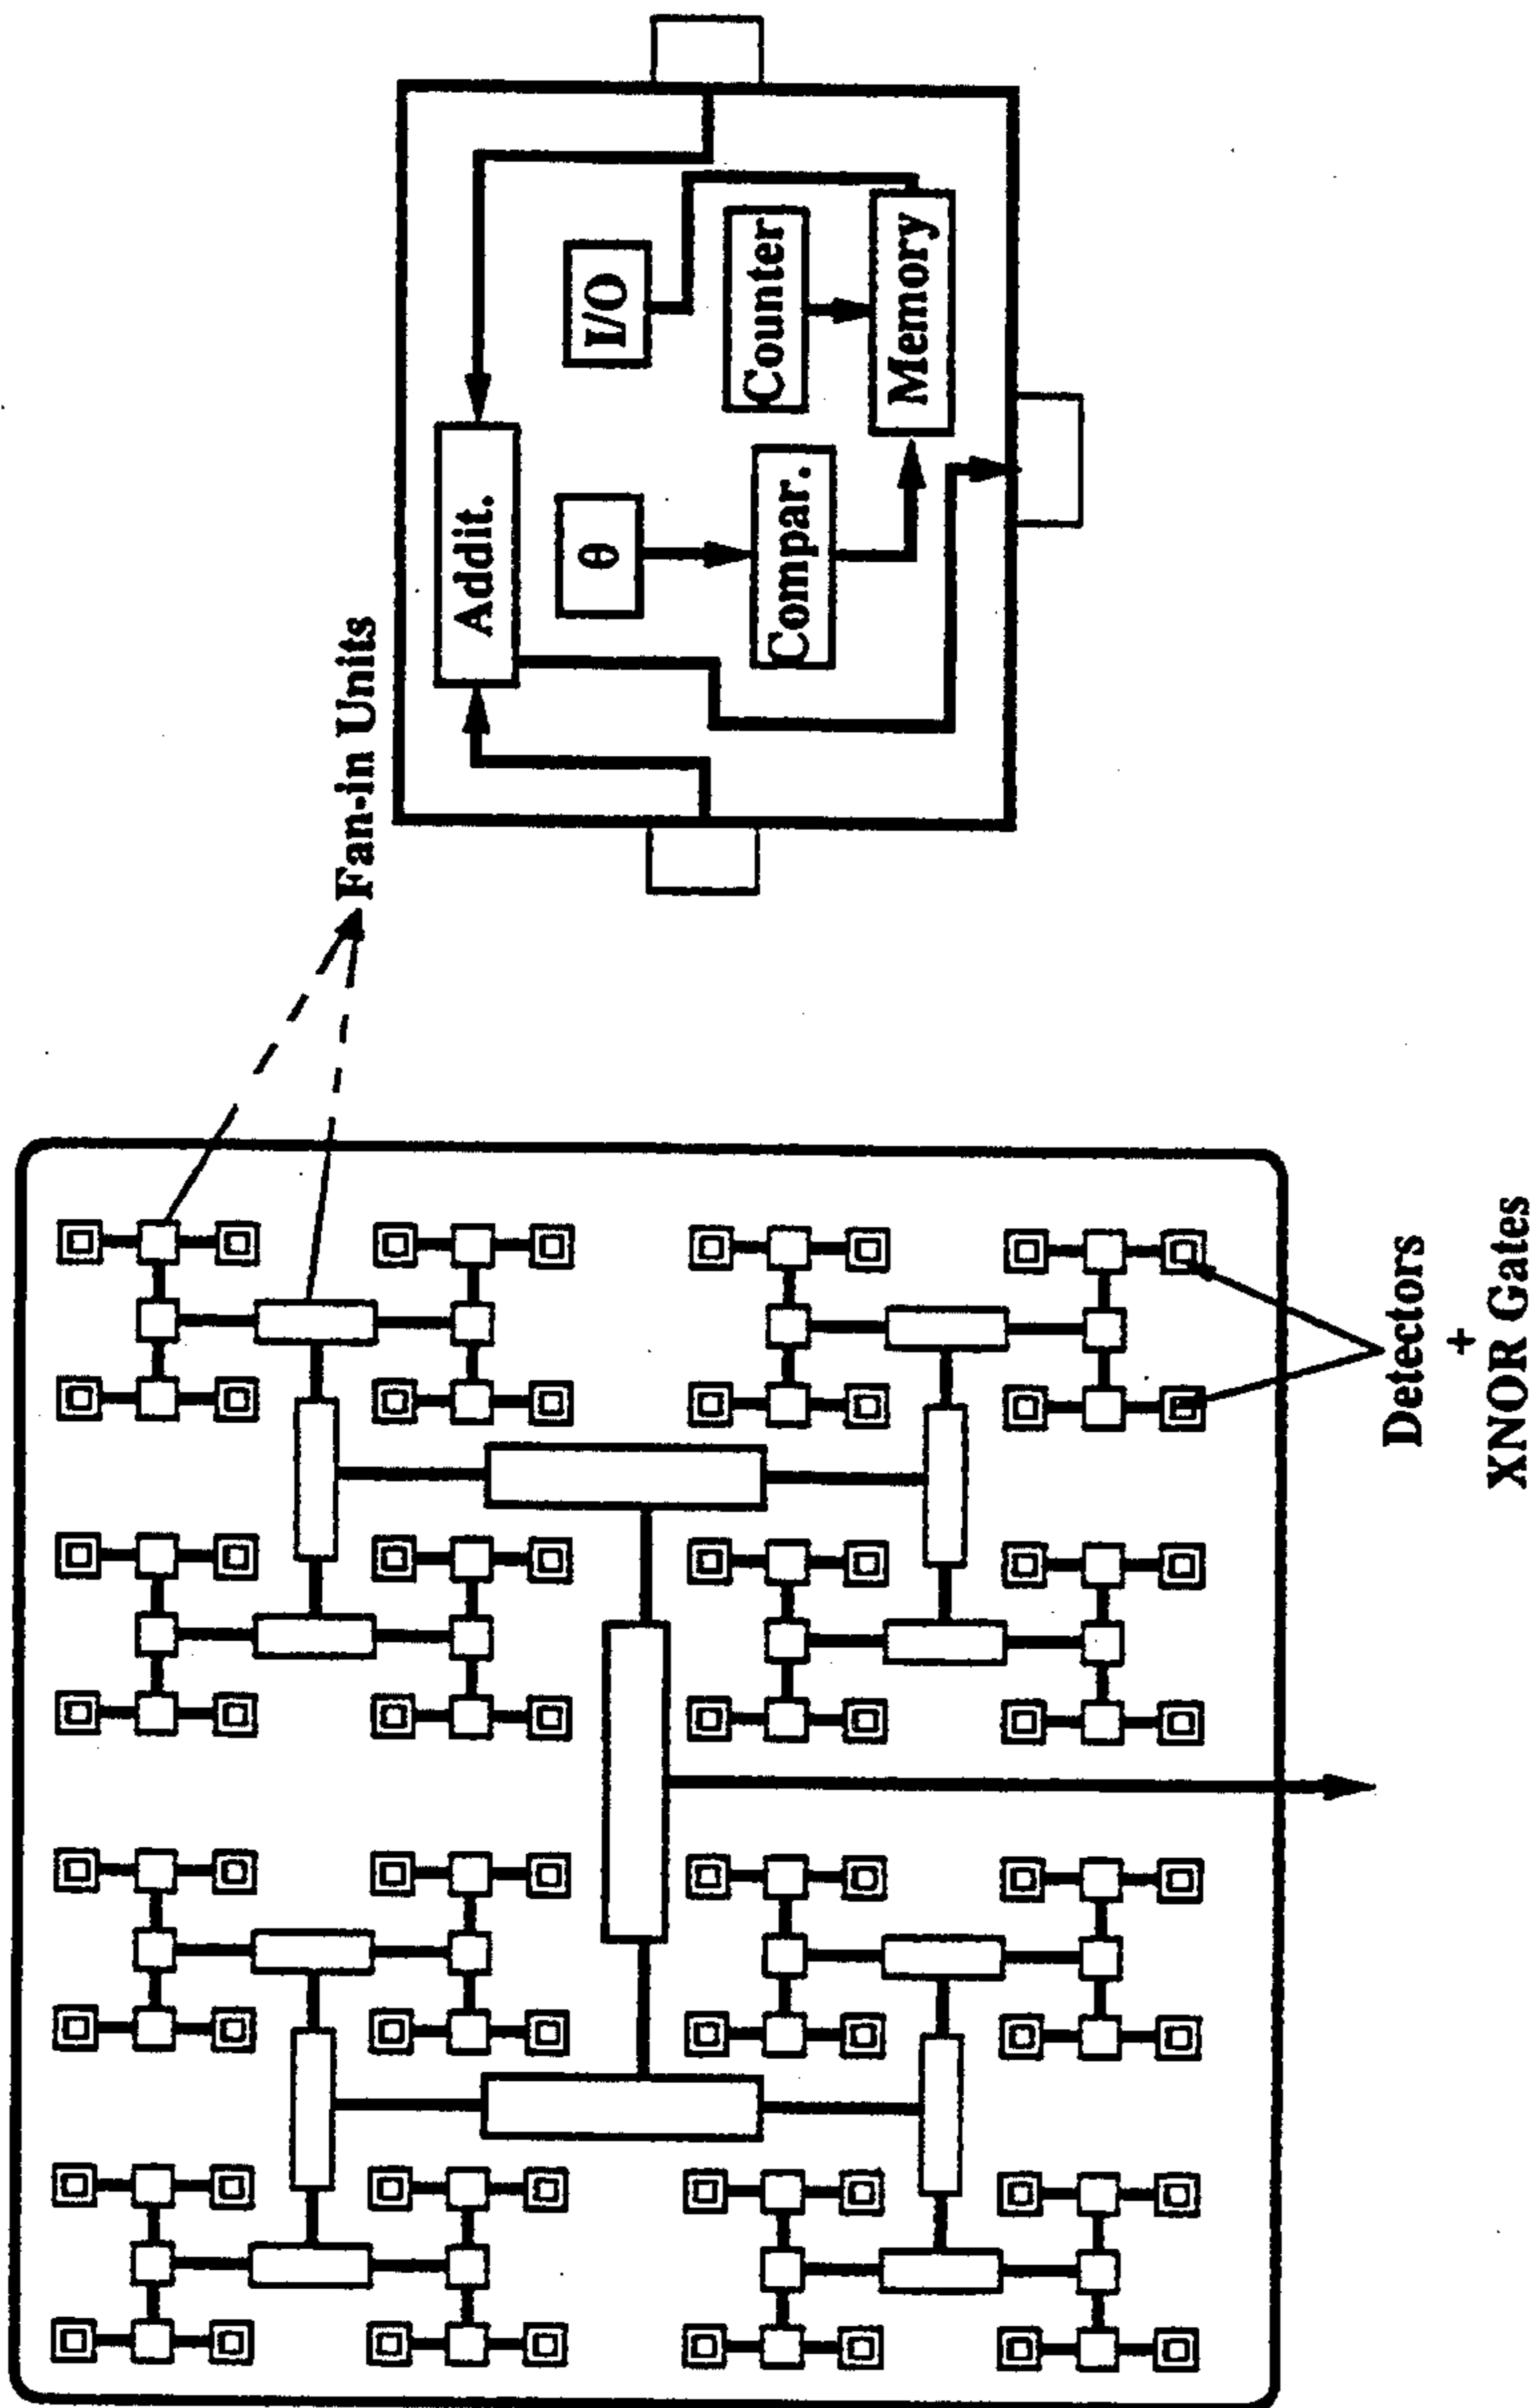 Fan-in Units
Addit.
θ
I/O
Compar.
Counter
Memory
Detectors
+
XNOR Gates